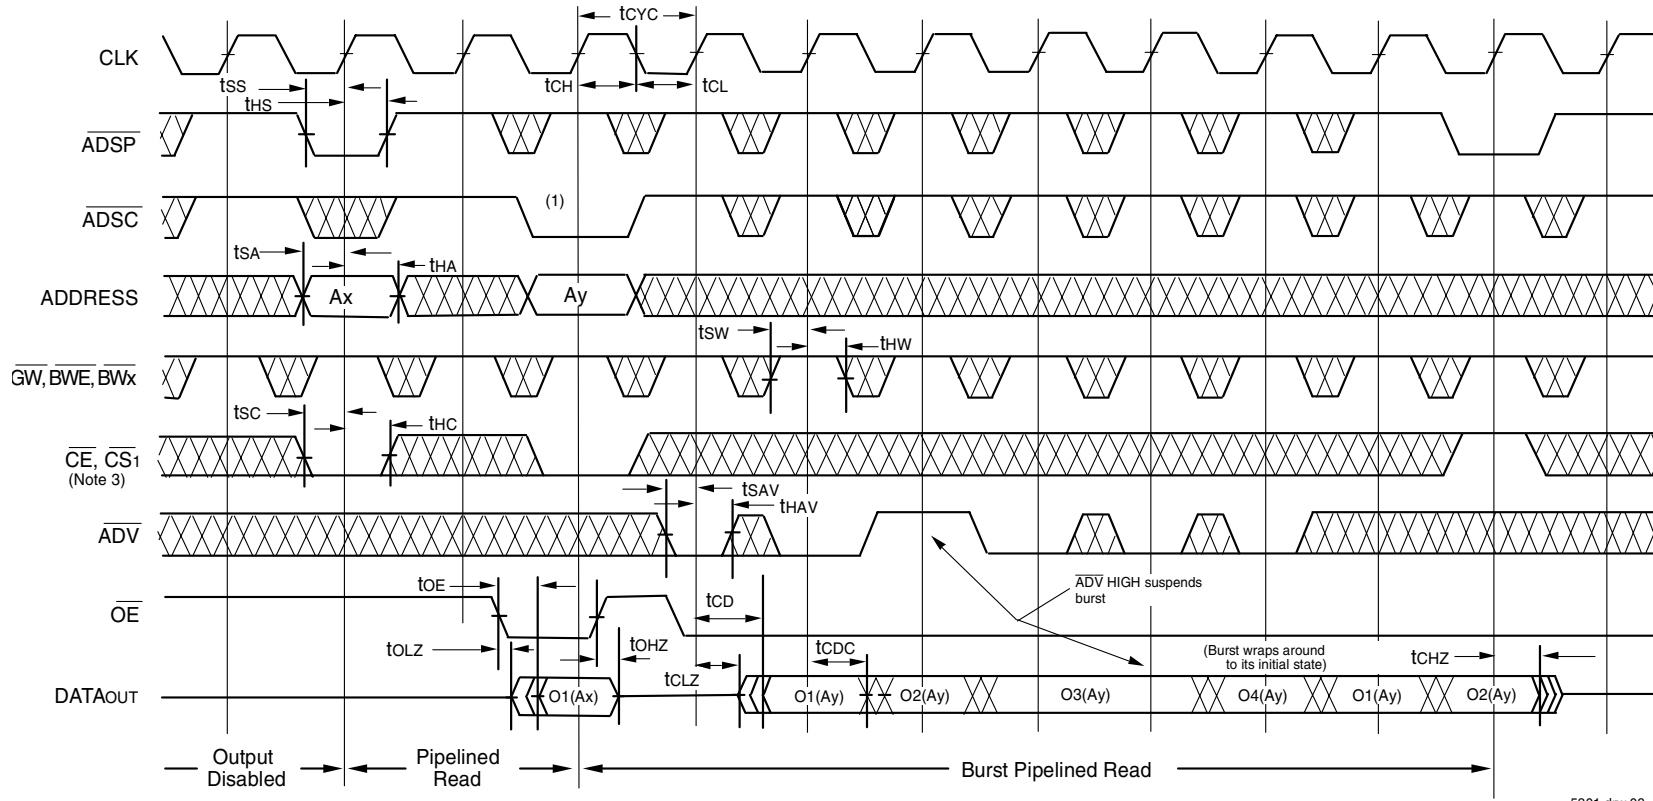 tCYC
CLK
tSS
tHS
tCH
tCL
ADSP
ADSC
(1)
tSA
tHA
ADDRESS
Ax
Ay
tSW
tHW
GW, BWE, BWx
tSC
tHC
CE, CS1
(Note 3)
tSAV
tHAV
ADV
tOE
tCD
ADV HIGH suspends
burst
OE
tOLZ
tOHZ
tCLZ
tCDC
(Burst wraps around
to its initial state)
tCHZ
DATAOUT
O1(Ax)
O1(Ay)
O2(Ay)
O3(Ay)
O4(Ay)
O1(Ay)
O2(Ay)
Output
Disabled
Pipelined
Read
Burst Pipelined Read